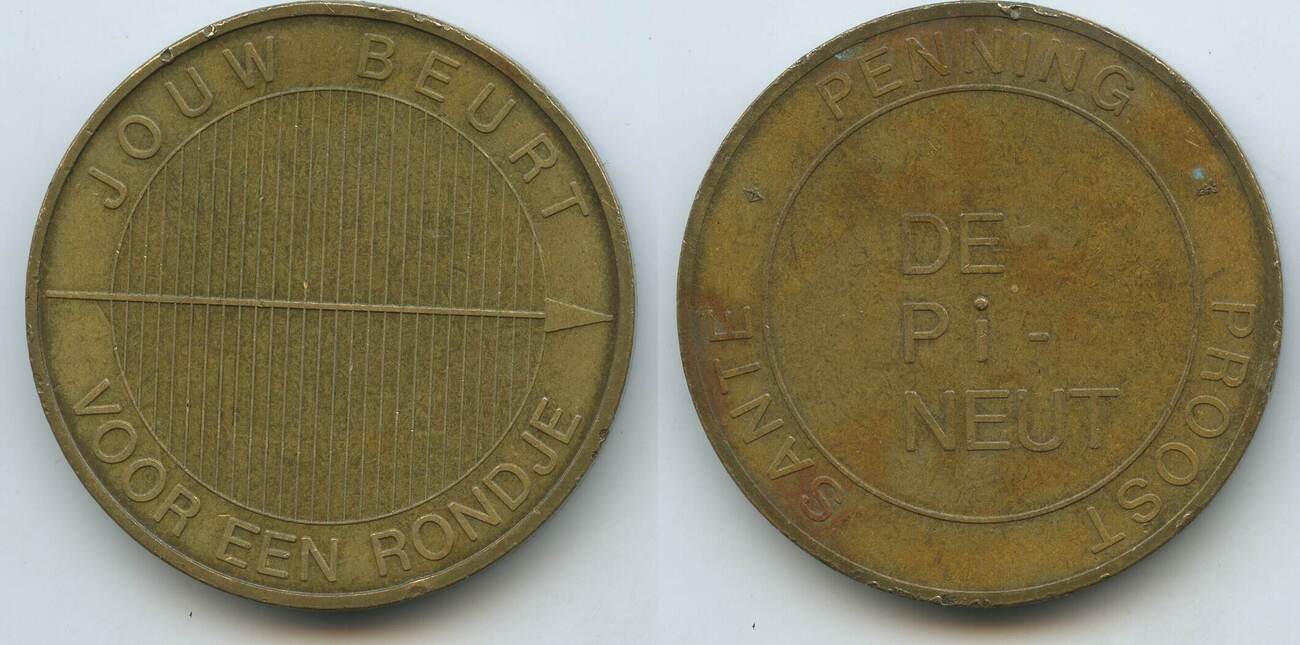 JOUW BEURT
VOOR EEN RONDJE
PENNING
PROOST
SANTE
DE
Pi-
NEUT